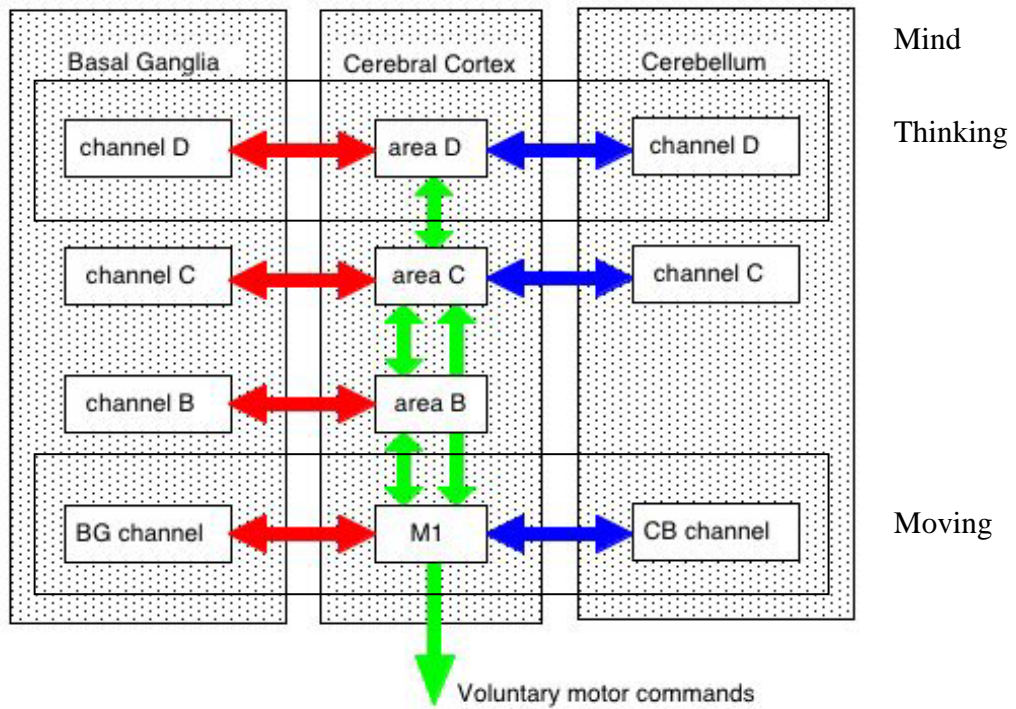 Mind
Basal Ganglia
Cerebral Cortex
Cerebellum
Thinking
channel D
area D
channel D
channel C
area C
channel C
channel B
area B
Moving
BG channel
M1
CB channel
Voluntary motor commands